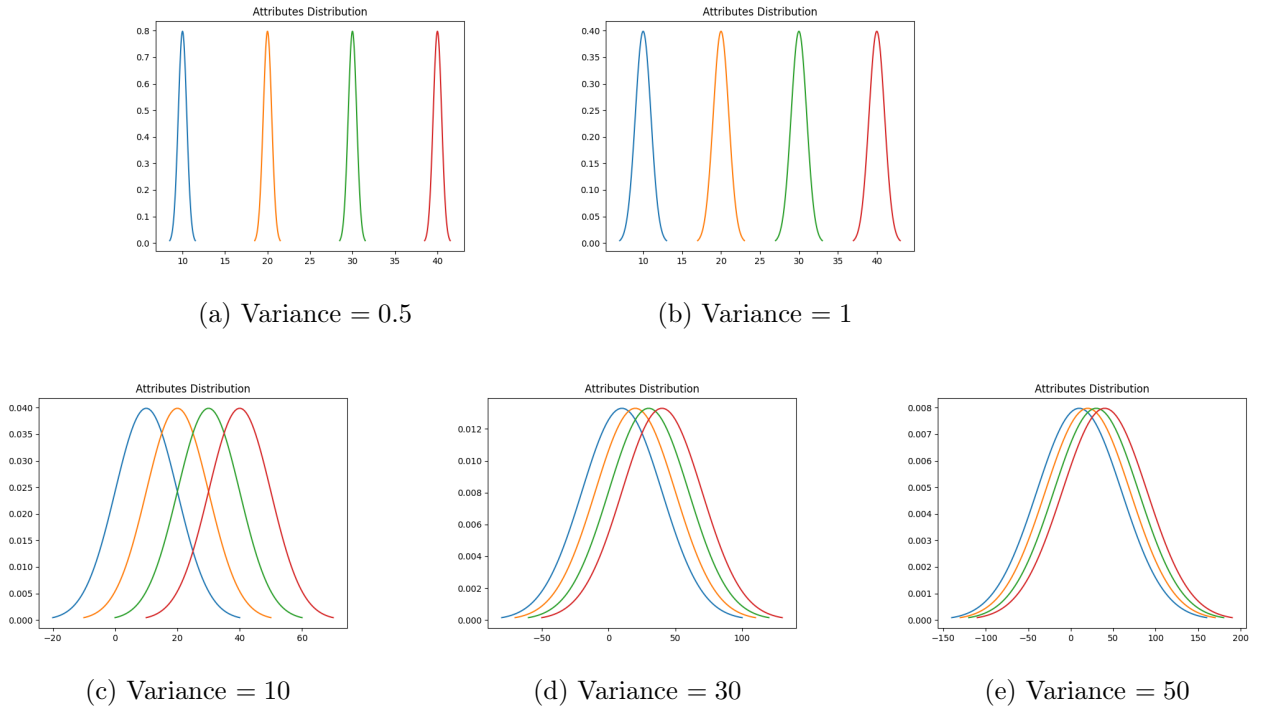 Attributes Distribution
0.8
0.7
0.6
0.5
0.4
0.3
0.2
0.1
0.0
10 15 20 25 30 35 40
(a) Variance = 0.5
Attributes Distribution
0.40
0.35
0.30
0.25
0.20
0.15
0.10
0.05
0.00
10 15 20 25 30 35 40
(b) Variance = 1
Attributes Distribution
0.040
0.035
0.030
0.025
0.020
0.015
0.010
0.005
0.000
−20 0 20 40 60
(c) Variance = 10
Attributes Distribution
0.012
0.010
0.008
0.006
0.004
0.002
0.000
−50 0 50 100
(d) Variance = 30
Attributes Distribution
0.008
0.007
0.006
0.005
0.004
0.003
0.002
0.001
0.000
−150 −100 −50 0 50 100 150 200
(e) Variance = 50